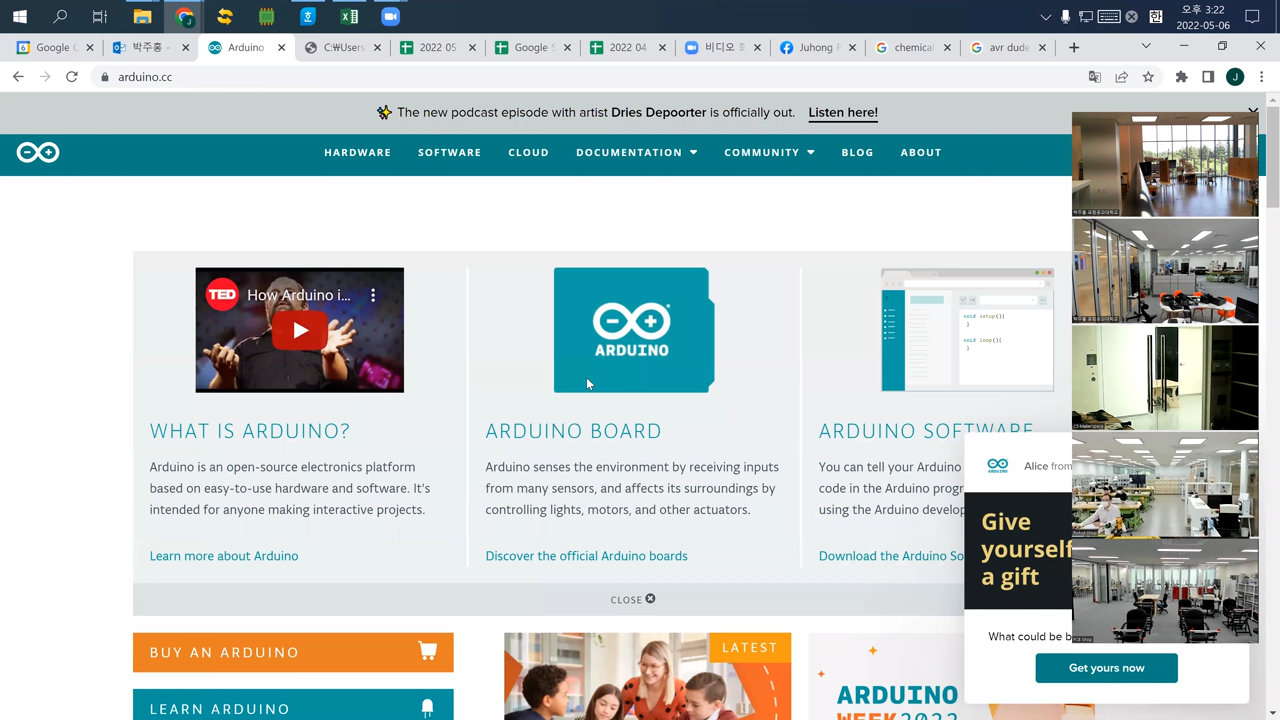 오후 3:22
2022-05-06
한
Google C
박주홍 -
Arduino
C:₩Users
2022 05
Google S
2022 04
비디오 회
Juhong P
chemical
avr dude
arduino.cc
J
The new podcast episode with artist Dries Depoorter is officially out. Listen here!
HARDWARE SOFTWARE CLOUD DOCUMENTATION COMMUNITY BLOG ABOUT
TED
How Arduino i...
ARDUINO
void setup(){
}
void loop(){
}
WHAT IS ARDUINO?
Arduino is an open-source electronics platform
based on easy-to-use hardware and software. It's
intended for anyone making interactive projects.
Learn more about Arduino
ARDUINO BOARD
Arduino senses the environment by receiving inputs
from many sensors, and affects its surroundings by
controlling lights, motors, and other actuators.
Discover the official Arduino boards
ARDUINO SOFTWARE
You can tell your Arduino
code in the Arduino progr
using the Arduino develop
Download the Arduino So
CLOSE
ARDUINO
Alice from
Give
yourself
a gift
What could be b
Get yours now
BUY AN ARDUINO
LEARN ARDUINO
LATEST
ARDUINO
WEEK2022